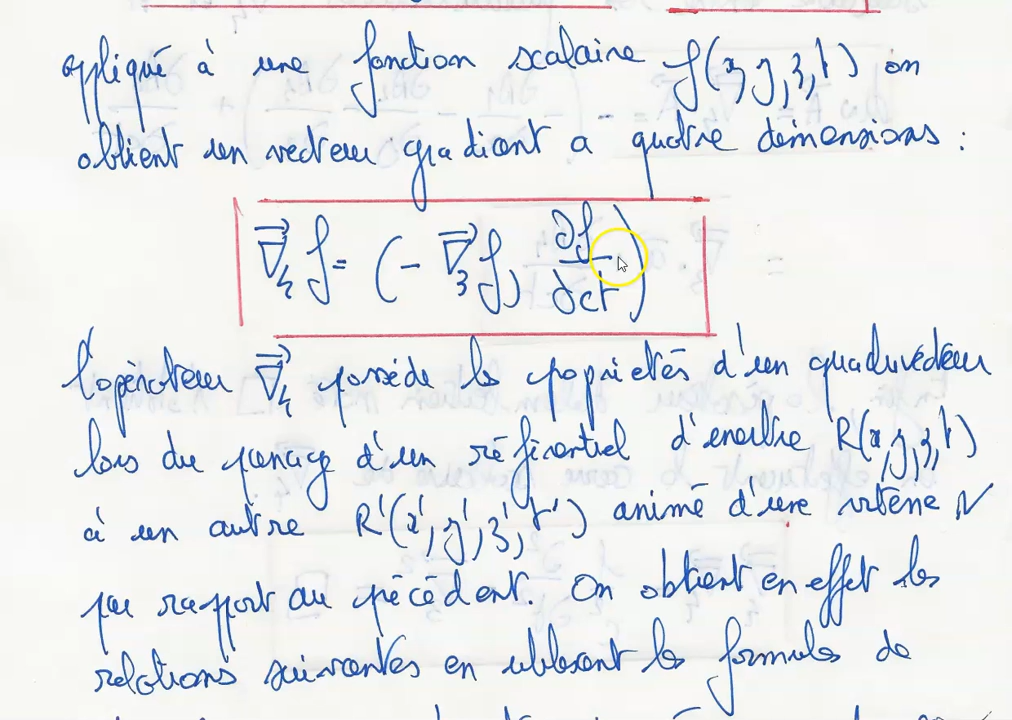 appliqué à une fonction scalaire f(x, y, z, t) on
obtient un vecteur gradient a quatre dimensions :
∇⃗₄ f = (− ∇⃗₃ f, ∂f/∂ct)
l'opérateur ∇⃗₄ possède les propriétés d'un quadrivecteur
lors du passage d'un référentiel d'inertie R(x, y, z, t)
à un autre R'(x', y', z', t') animé d'une vitesse v
par rapport au précédent. On obtient en effet les
relations suivantes en utilisant les formules de